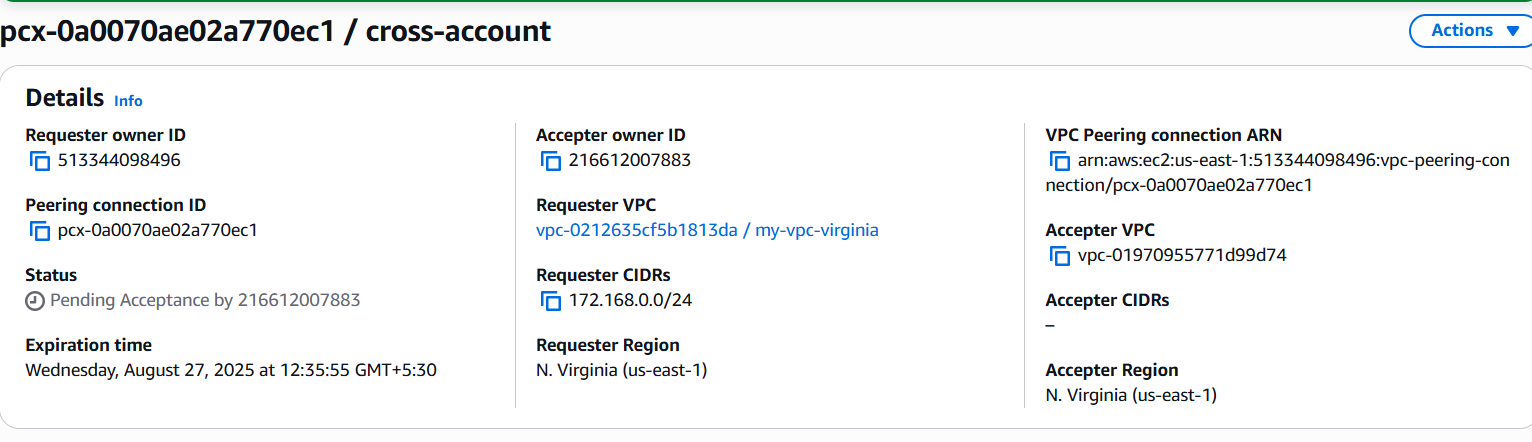 pcx-0a0070ae02a770ec1 / cross-account
Actions
Details Info
Requester owner ID
513344098496
Peering connection ID
pcx-0a0070ae02a770ec1
Status
Pending Acceptance by 216612007883
Expiration time
Wednesday, August 27, 2025 at 12:35:55 GMT+5:30
Accepter owner ID
216612007883
Requester VPC
vpc-0212635cf5b1813da / my-vpc-virginia
Requester CIDRs
172.168.0.0/24
Requester Region
N. Virginia (us-east-1)
VPC Peering connection ARN
arn:aws:ec2:us-east-1:513344098496:vpc-peering-con
nection/pcx-0a0070ae02a770ec1
Accepter VPC
vpc-01970955771d99d74
Accepter CIDRs
–
Accepter Region
N. Virginia (us-east-1)